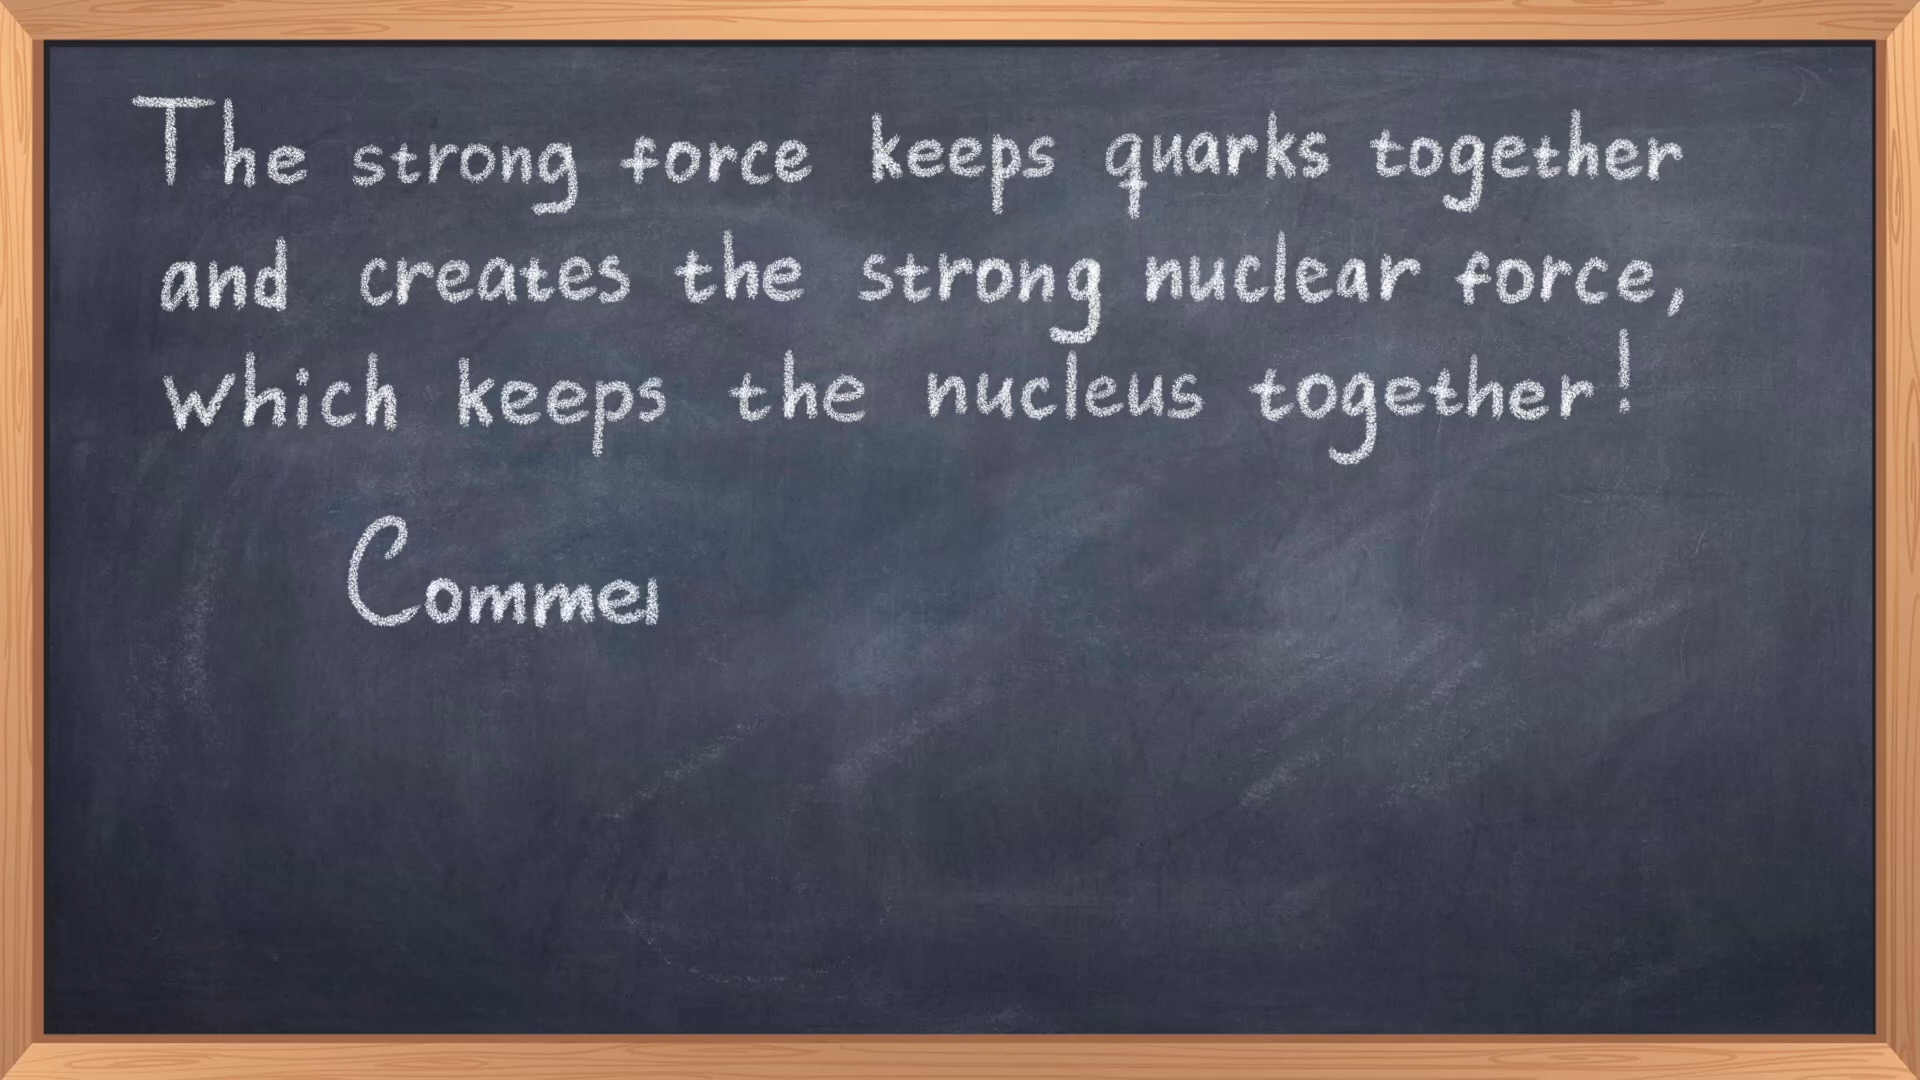 The strong force keeps quarks together
and creates the strong nuclear force,
which keeps the nucleus together!